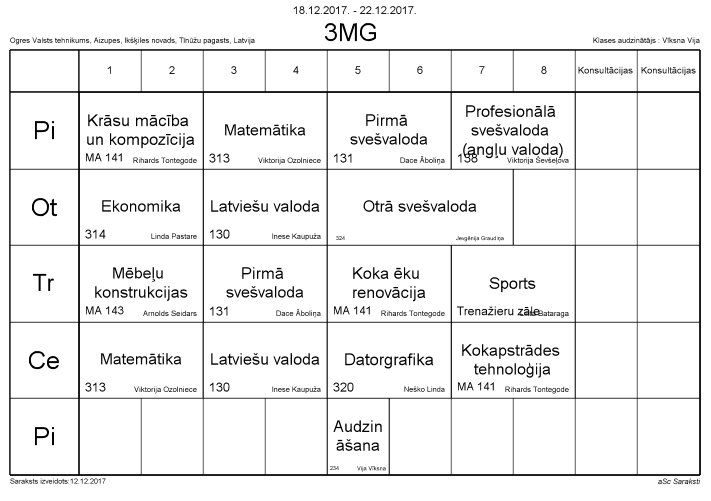 18.12.2017. - 22.12.2017.
3MG
Ogres Valsts tehnikums, Aizupes, Ikšķiles novads, Tīnūžu pagasts, Latvija
Klases audzinātājs : Vīksna Vija
1 2 3 4 5 6 7 8 Konsultācijas Konsultācijas
Pi
Krāsu mācība
un kompozīcija
MA 141 Rihards Tontegode
Matemātika
313 Viktorija Ozolniece
Pirmā
svešvaloda
131 Dace Āboliņa
Profesionālā
svešvaloda
(angļu valoda)
138 Viktorija Ševšeļova
Ot
Ekonomika
314 Linda Pastare
Latviešu valoda
130 Inese Kaupuža
Otrā svešvaloda
324 Jevgēnija Graudiņa
Tr
Mēbeļu
konstrukcijas
MA 143 Arnolds Seidars
Pirmā
svešvaloda
131 Dace Āboliņa
Koka ēku
renovācija
MA 141 Rihards Tontegode
Sports
Trenažieru zāle Bataraga
Ce
Matemātika
313 Viktorija Ozolniece
Latviešu valoda
130 Inese Kaupuža
Datorgrafika
320 Neško Linda
Kokapstrādes
tehnoloģija
MA 141 Rihards Tontegode
Pi
Audzin
āšana
234 Vija Vīksna
Saraksts izveidots:12.12.2017
aSc Saraksti